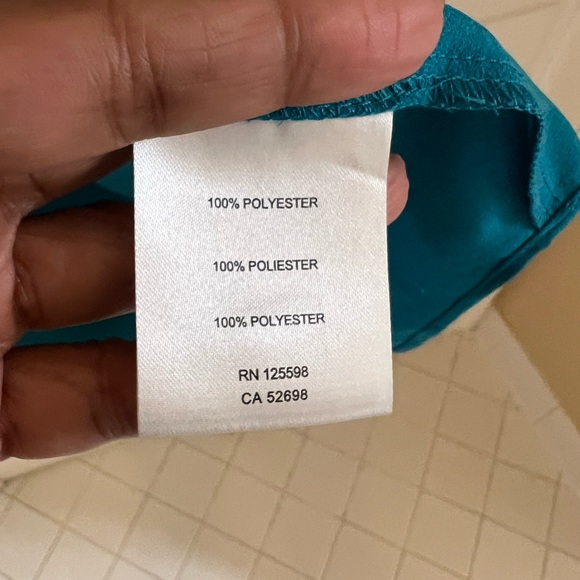 100% POLYESTER
100% POLIESTER
100% POLYESTER
RN 125598
CA 52698